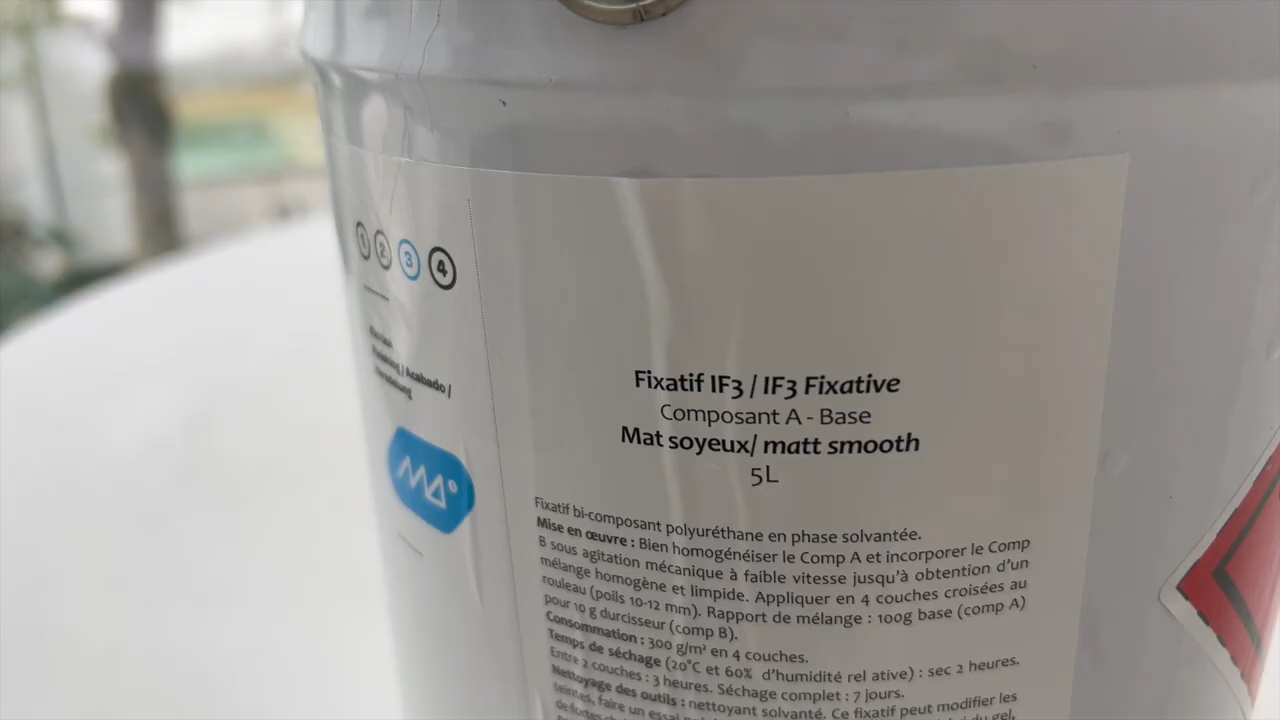 1 2 3 4
Finishing / Acabado /
MA
Fixatif IF3 / IF3 Fixative
Composant A - Base
Mat soyeux/ matt smooth
5L
Fixatif bi-composant polyuréthane en phase solvantée.
Mise en œuvre : Bien homogénéiser le Comp A et incorporer le Comp
B sous agitation mécanique à faible vitesse jusqu'à obtention d'un
mélange homogène et limpide. Appliquer en 4 couches croisées au
rouleau (poils 10-12 mm). Rapport de mélange : 100g base (comp A)
pour 10 g durcisseur (comp B).
Consommation : 300 g/m² en 4 couches.
Temps de séchage (20°C et 60% d'humidité rel ative) : sec 2 heures.
Entre 2 couches : 3 heures. Séchage complet : 7 jours.
Nettoyage des outils : nettoyant solvanté. Ce fixatif peut modifier les
teintes, faire un essai
du gel,